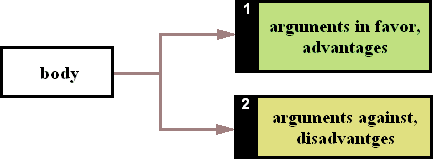 body
1
arguments in favor,
advantages
2
arguments against,
disadvantges